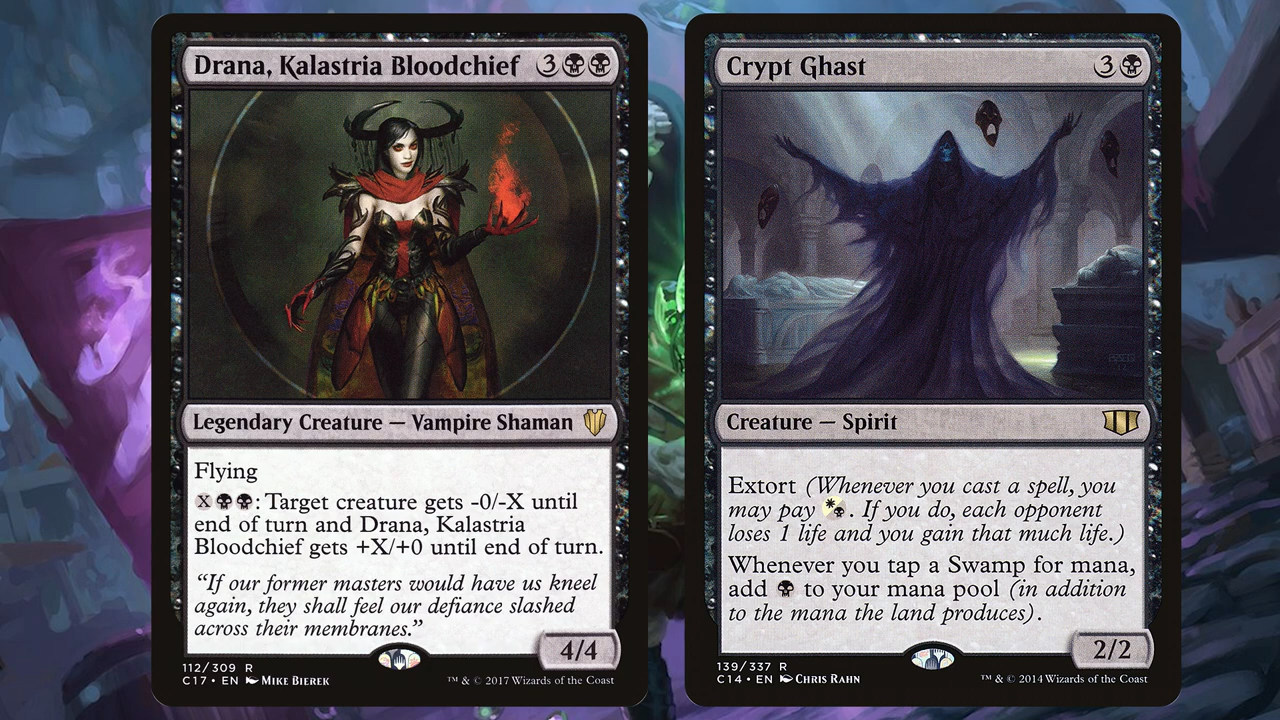 Drana, Kalastria Bloodchief 3
Legendary Creature — Vampire Shaman
Flying
X: Target creature gets -0/-X until
end of turn and Drana, Kalastria
Bloodchief gets +X/+0 until end of turn.
“If our former masters would have us kneel
again, they shall feel our defiance slashed
across their membranes.”
4/4
112/309 R
C17 • EN Mike Bierek
™ & © 2017 Wizards of the Coast
Crypt Ghast 3
Creature — Spirit
Extort (Whenever you cast a spell, you
may pay . If you do, each opponent
loses 1 life and you gain that much life.)
Whenever you tap a Swamp for mana,
add to your mana pool (in addition
to the mana the land produces).
2/2
139/337 R
C14 • EN Chris Rahn
™ & © 2014 Wizards of the Coast